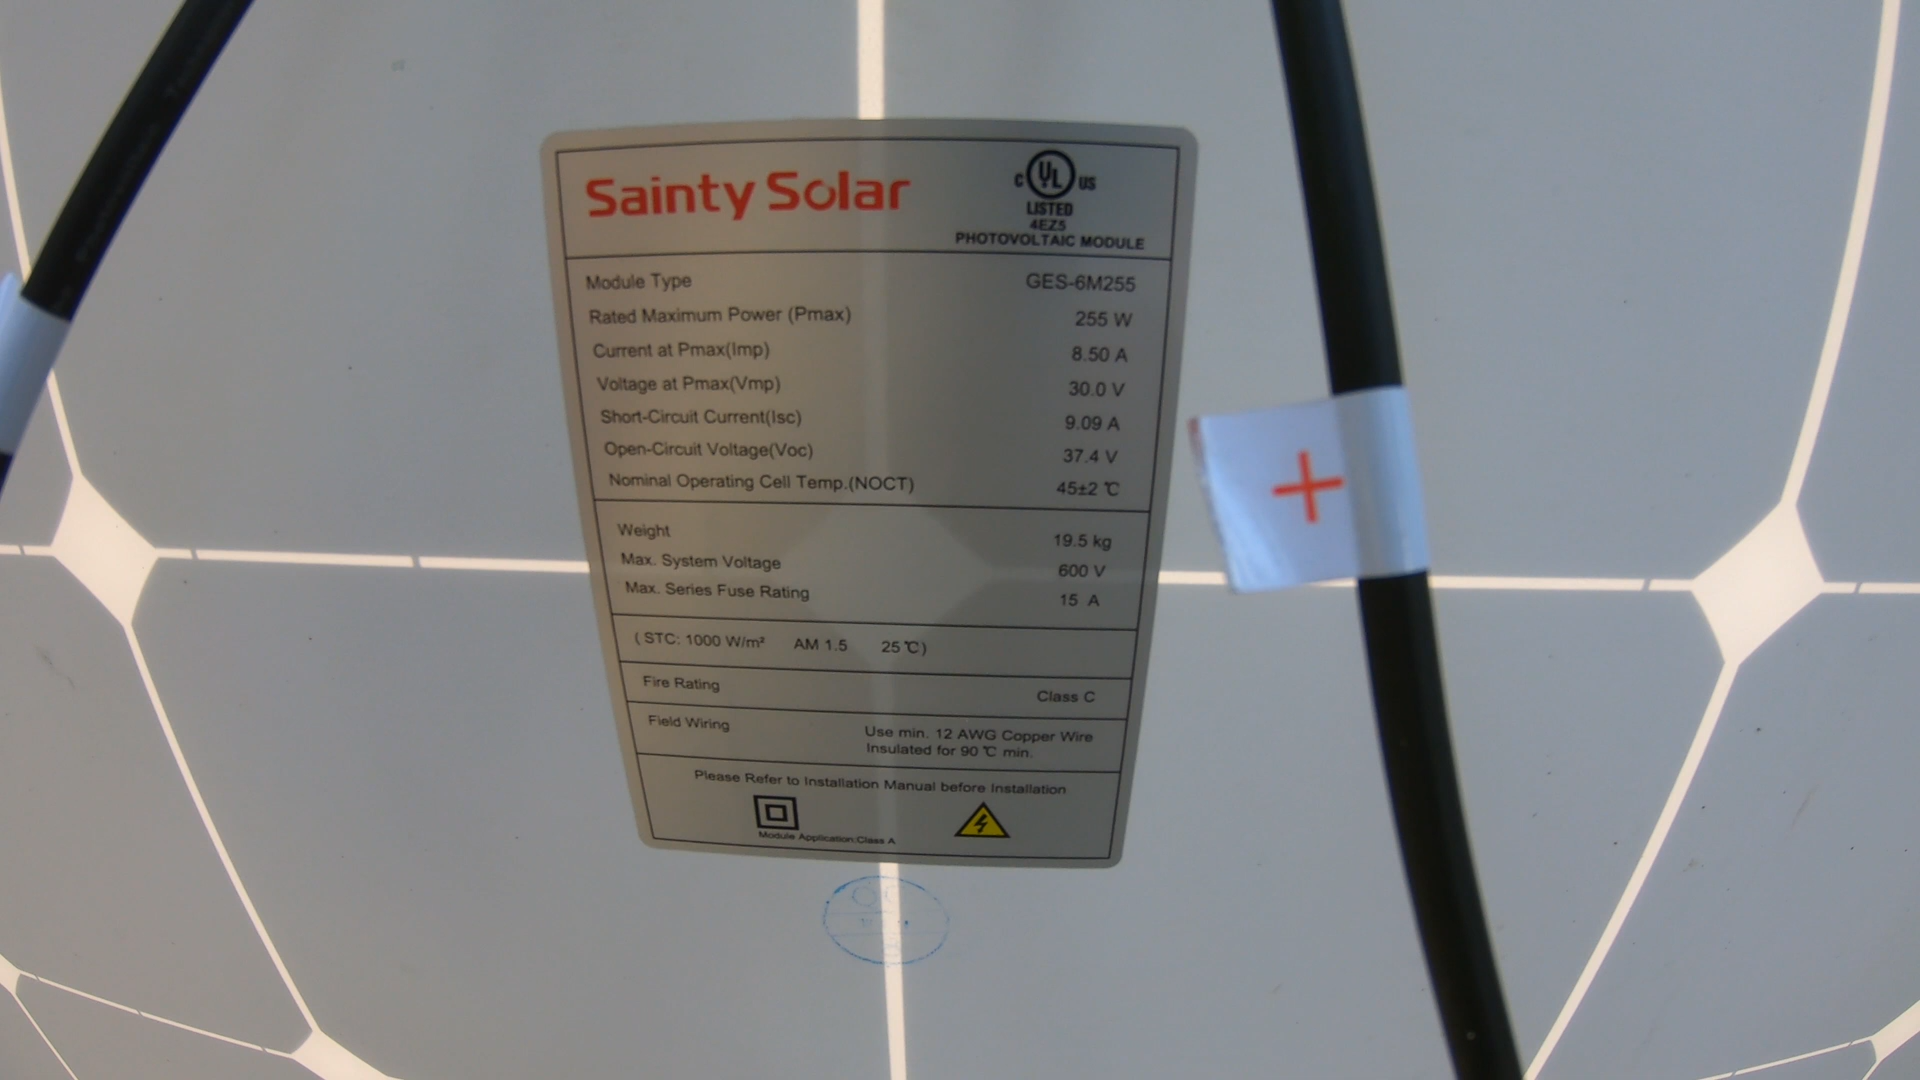 Sainty Solar
C UL US
LISTED
4EZ5
PHOTOVOLTAIC MODULE
Module Type GES-6M255
Rated Maximum Power (Pmax) 255 W
Current at Pmax(Imp) 8.50 A
Voltage at Pmax(Vmp) 30.0 V
Short-Circuit Current(Isc) 9.09 A
Open-Circuit Voltage(Voc) 37.4 V
Nominal Operating Cell Temp.(NOCT) 45±2 ℃
Weight 19.5 kg
Max. System Voltage 600 V
Max. Series Fuse Rating 15 A
( STC: 1000 W/m² AM 1.5 25 ℃ )
Fire Rating Class C
Field Wiring Use min. 12 AWG Copper Wire
Insulated for 90 ℃ min.
Please Refer to Installation Manual before Installation
Module Application:Class A
+